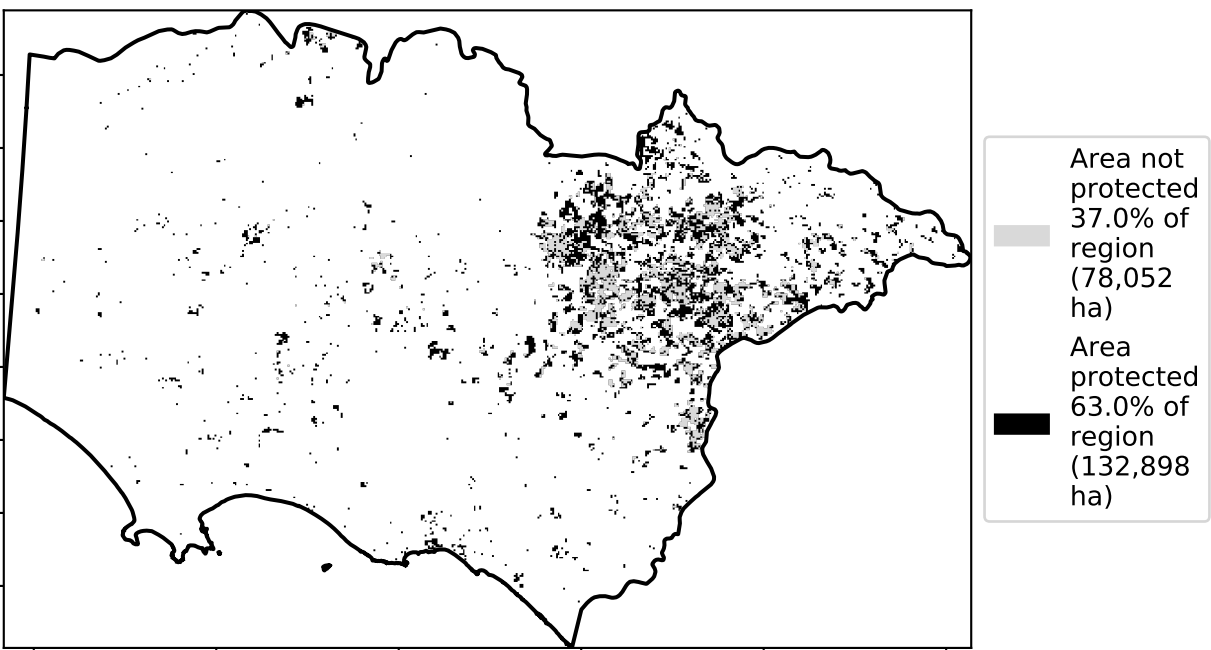 Area not
protected
37.0% of
region
(78,052
ha)
Area
protected
63.0% of
region
(132,898
ha)